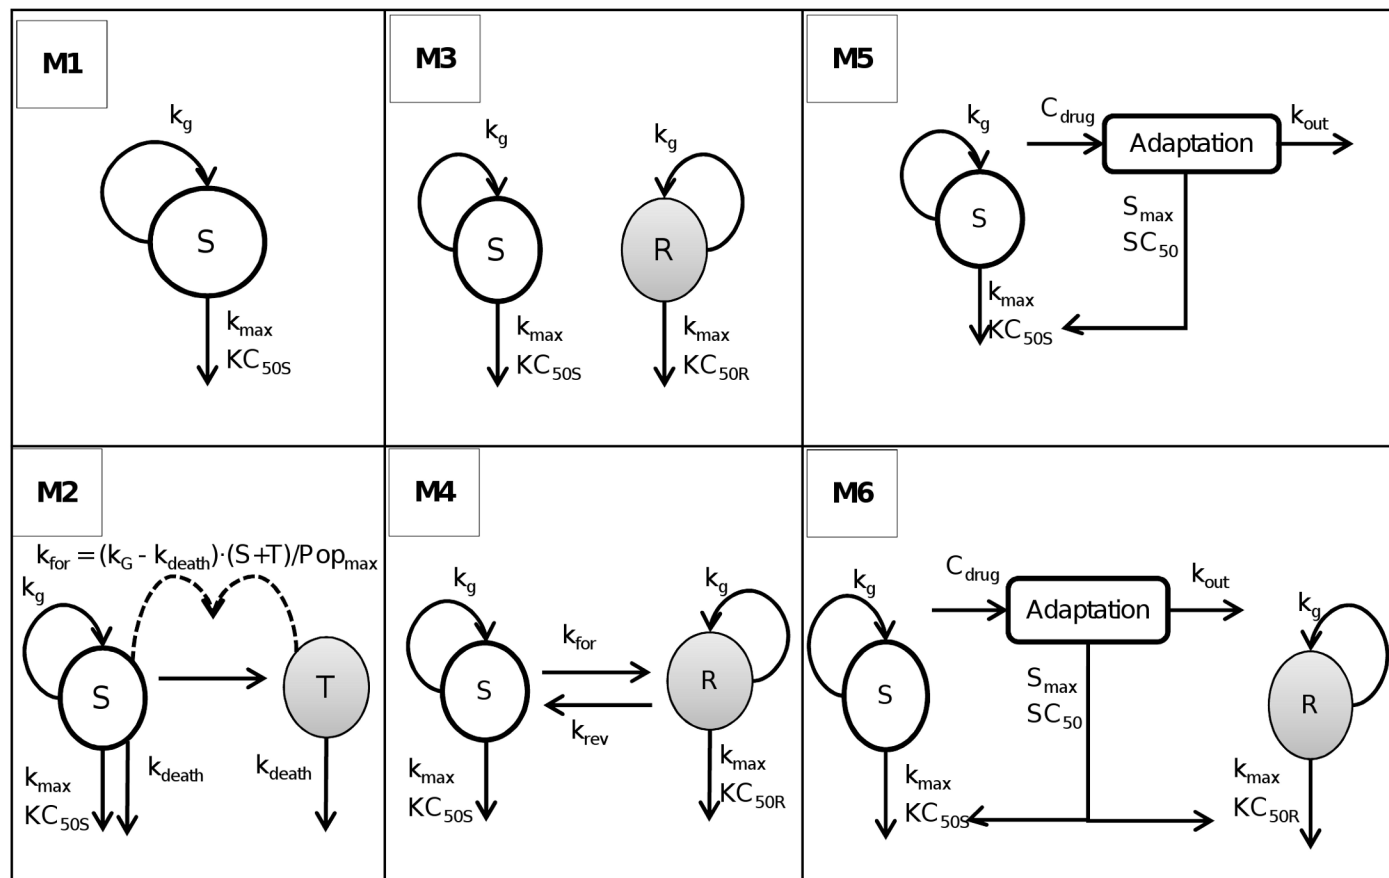 M1
kg
S
kmax
KC50S
M3
kg
S
kmax
KC50S
kg
R
kmax
KC50R
M5
kg
S
kmax
KC50S
Cdrug
Adaptation
kout
Smax
SC50
M2
kfor = (kG - kdeath)·(S+T)/Popmax
kg
S
T
kmax
KC50S
kdeath
kdeath
M4
kg
S
kmax
KC50S
kfor
krev
kg
R
kmax
KC50R
M6
kg
S
kmax
KC50S
Cdrug
Adaptation
kout
Smax
SC50
kg
R
kmax
KC50R